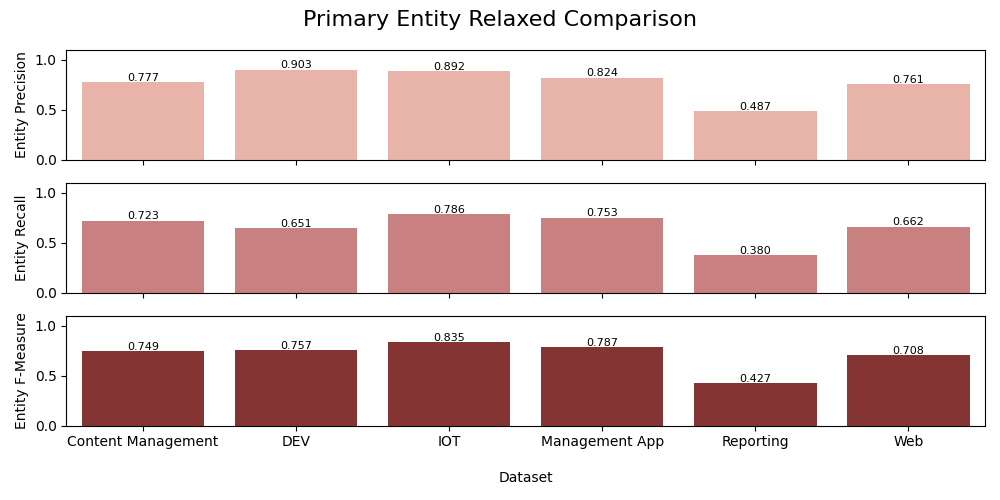 Primary Entity Relaxed Comparison
Entity Precision
1.0
0.5
0.0
0.777
0.903
0.892
0.824
0.487
0.761
Entity Recall
1.0
0.5
0.0
0.723
0.651
0.786
0.753
0.380
0.662
Entity F-Measure
1.0
0.5
0.0
0.749
0.757
0.835
0.787
0.427
0.708
Content Management
DEV
IOT
Management App
Reporting
Web
Dataset